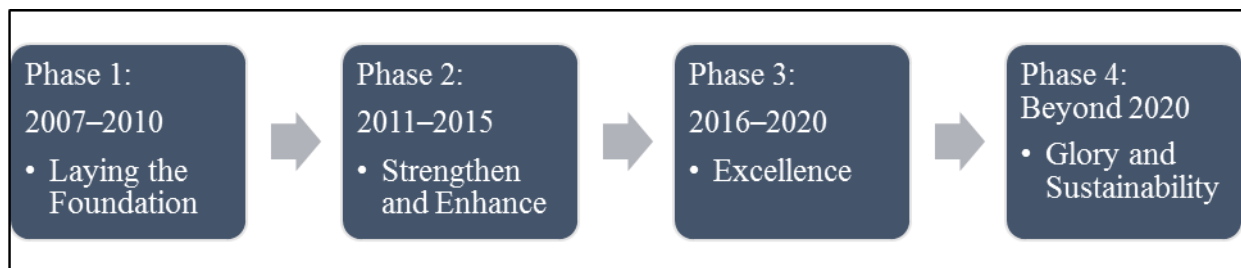 Phase 1:
2007–2010
• Laying the
Foundation
Phase 2:
2011–2015
• Strengthen
and Enhance
Phase 3:
2016–2020
• Excellence
Phase 4:
Beyond 2020
• Glory and
Sustainability